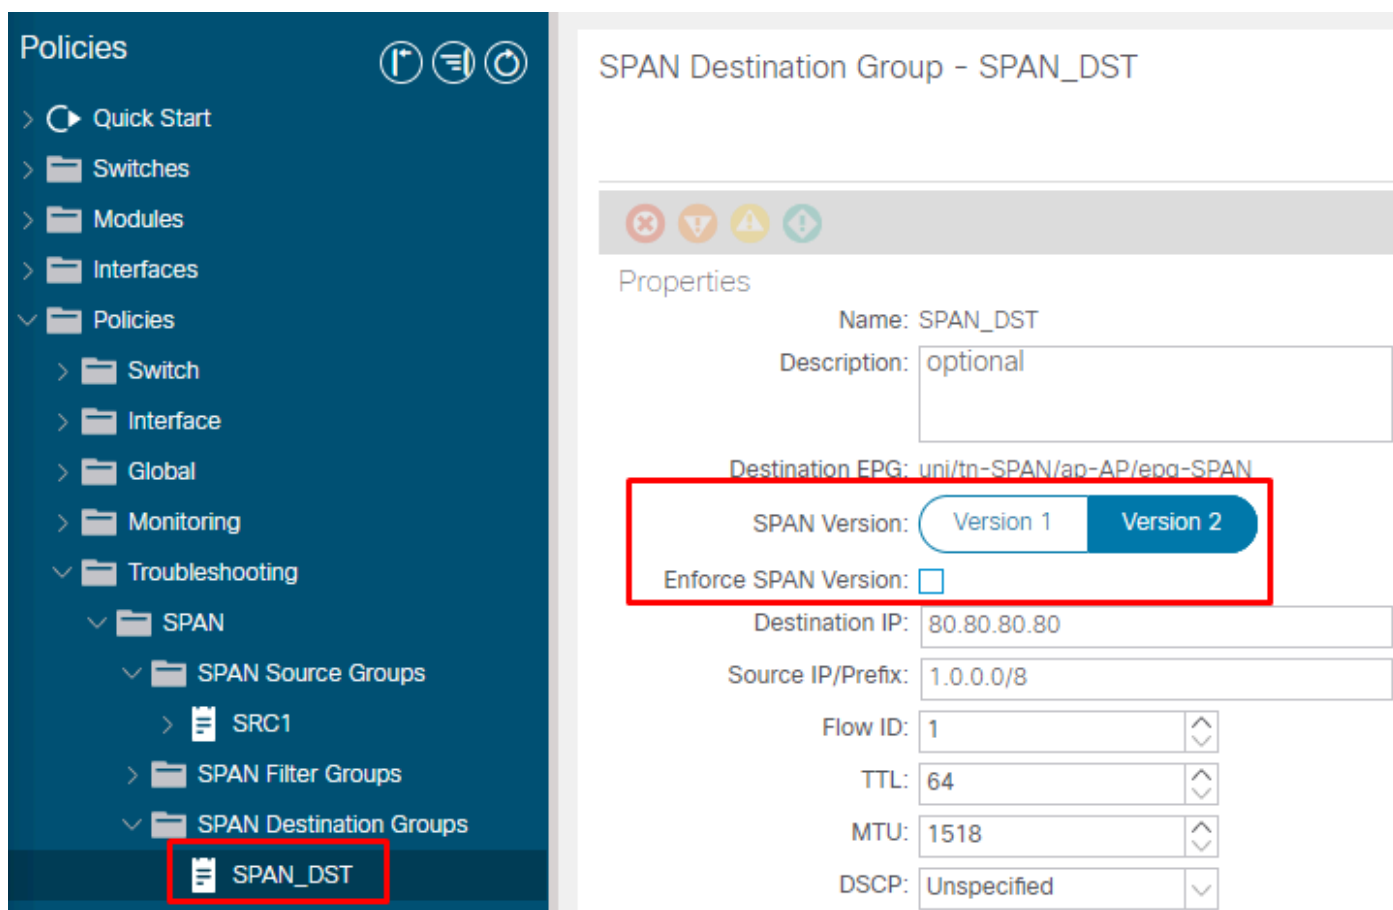 Policies
Quick Start
Switches
Modules
Interfaces
Policies
Switch
Interface
Global
Monitoring
Troubleshooting
SPAN
SPAN Source Groups
SRC1
SPAN Filter Groups
SPAN Destination Groups
SPAN_DST
SPAN Destination Group - SPAN_DST
Properties
Name: SPAN_DST
Description: optional
Destination EPG: uni/tn-SPAN/ap-AP/epg-SPAN
SPAN Version: Version 1 Version 2
Enforce SPAN Version:
Destination IP: 80.80.80.80
Source IP/Prefix: 1.0.0.0/8
Flow ID: 1
TTL: 64
MTU: 1518
DSCP: Unspecified